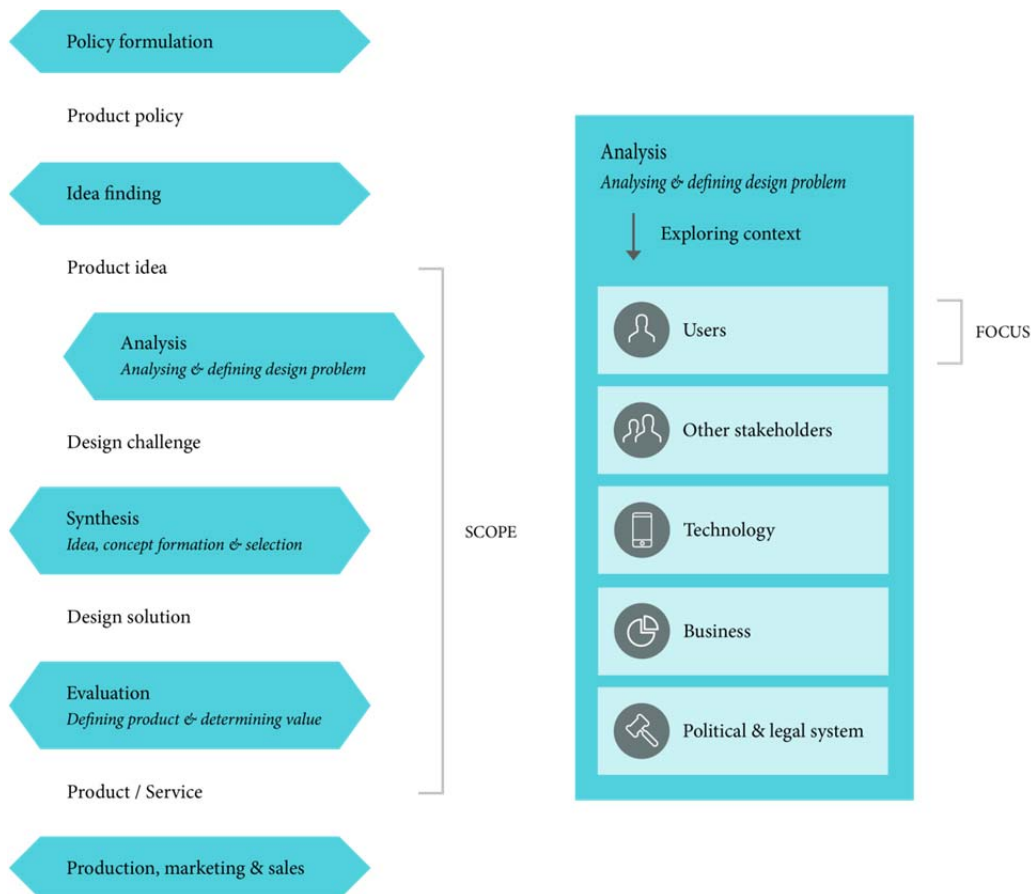 Policy formulation
Product policy
Idea finding
Product idea
Analysis
Analysing & defining design problem
Design challenge
Synthesis
Idea, concept formation & selection
Design solution
Evaluation
Defining product & determining value
Product / Service
Production, marketing & sales
SCOPE
Analysis
Analysing & defining design problem
Exploring context
Users
Other stakeholders
Technology
Business
Political & legal system
FOCUS